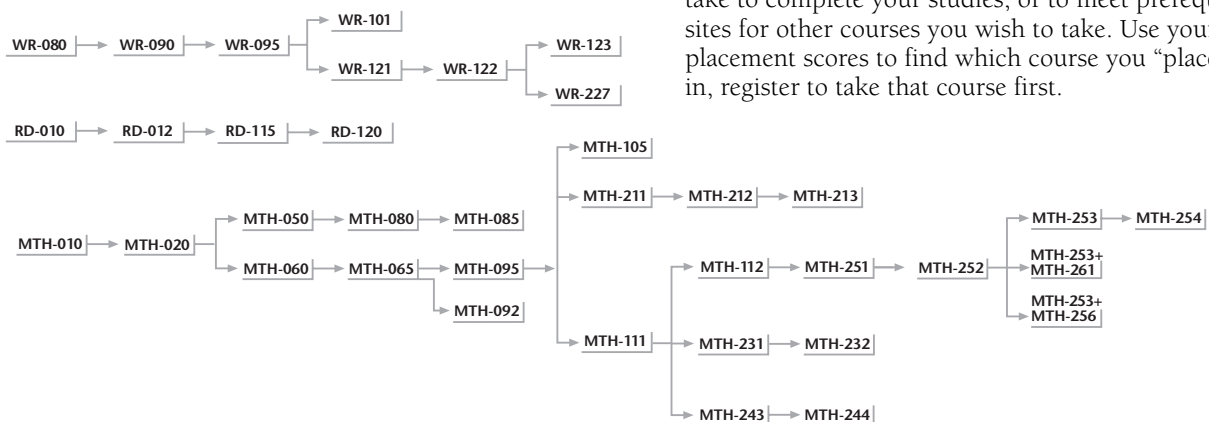 take to complete your studies, or to meet prerequi
sites for other courses you wish to take. Use your
placement scores to find which course you “place
in, register to take that course first.
WR-101
WR-080 WR-090 WR-095 WR-123
WR-121 WR-122
WR-227
RD-010 RD-012 RD-115 RD-120
MTH-105
MTH-211 MTH-212 MTH-213
MTH-050 MTH-080 MTH-085 MTH-253 MTH-254
MTH-010 MTH-020
MTH-060 MTH-065 MTH-095 MTH-112 MTH-251 MTH-252 MTH-253+
MTH-261
MTH-092 MTH-253+
MTH-256
MTH-111 MTH-231 MTH-232
MTH-243 MTH-244